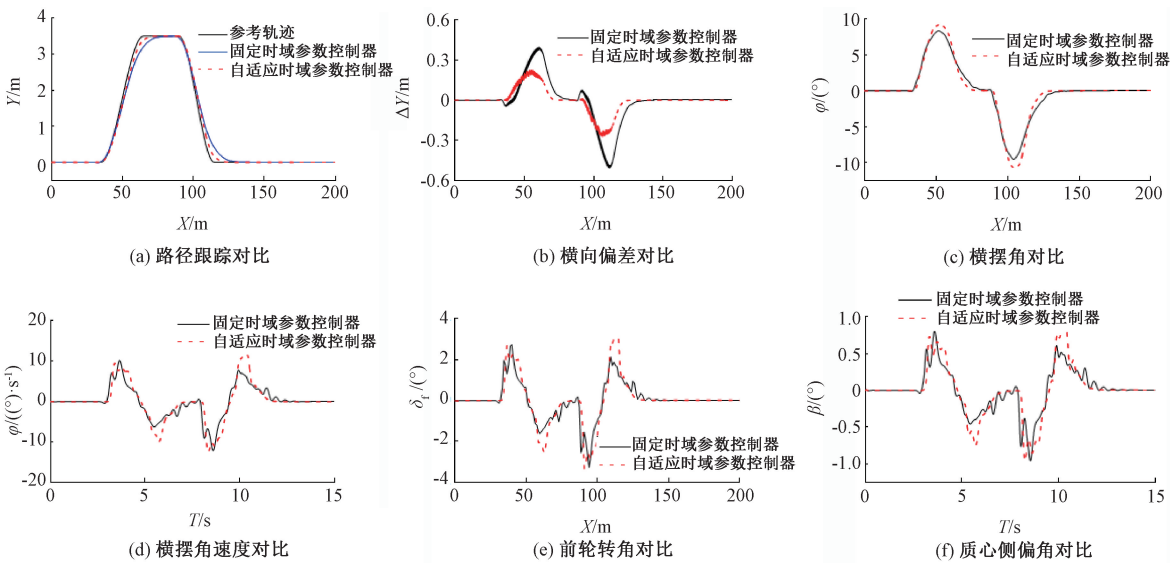 4
3
2
1
0
Y/m
参考轨迹
固定时域参数控制器
自适应时域参数控制器
0
50
100
150
200
X/m
(a) 路径跟踪对比
0.6
0.3
0
-0.3
-0.6
ΔY/m
固定时域参数控制器
自适应时域参数控制器
0
50
100
150
200
X/m
(b) 横向偏差对比
10
5
0
-5
-10
φ/(°)
固定时域参数控制器
自适应时域参数控制器
0
50
100
150
200
X/m
(c) 横摆角对比
20
10
0
-10
-20
φ/((°)·s⁻¹)
固定时域参数控制器
自适应时域参数控制器
0
5
10
15
T/s
(d) 横摆角速度对比
4
2
0
-2
-4
δf/(°)
固定时域参数控制器
自适应时域参数控制器
0
50
100
150
200
X/m
(e) 前轮转角对比
1.0
0.5
0
-0.5
-1.0
β/(°)
固定时域参数控制器
自适应时域参数控制器
0
5
10
15
T/s
(f) 质心侧偏角对比